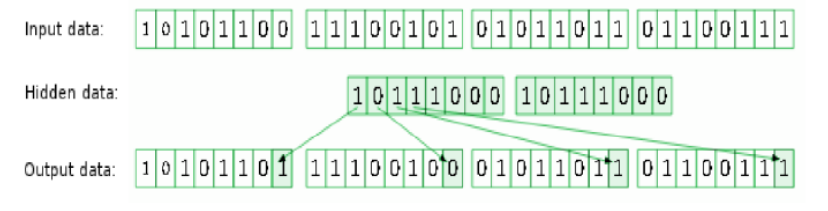 Input data: 1 0 1 0 1 1 0 0 1 1 1 0 0 1 0 1 0 1 0 1 1 0 1 1 0 1 1 0 0 1 1 1
Hidden data: 1 0 1 1 1 0 0 0 1 0 1 1 1 0 0 0
Output data: 1 0 1 0 1 1 0 1 1 1 1 0 0 1 0 0 0 1 0 1 1 0 1 1 0 1 1 0 0 1 1 1